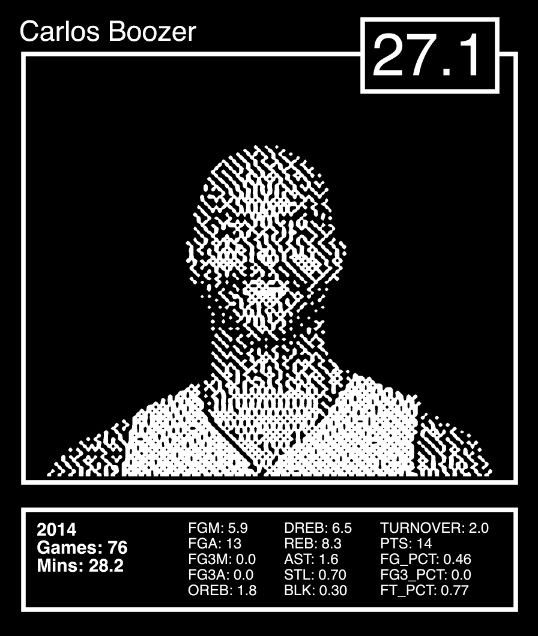 Carlos Boozer
27.1
2014
Games: 76
Mins: 28.2
FGM: 5.9
FGA: 13
FG3M: 0.0
FG3A: 0.0
OREB: 1.8
DREB: 6.5
REB: 8.3
AST: 1.6
STL: 0.70
BLK: 0.30
TURNOVER: 2.0
PTS: 14
FG_PCT: 0.46
FG3_PCT: 0.0
FT_PCT: 0.77